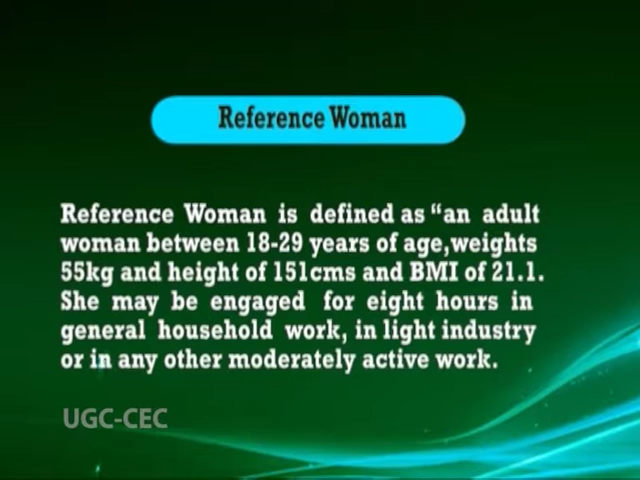 Reference Woman
Reference Woman is defined as “an adult
woman between 18-29 years of age,weights
55kg and height of 151cms and BMI of 21.1.
She may be engaged for eight hours in
general household work, in light industry
or in any other moderately active work.
UGC-CEC